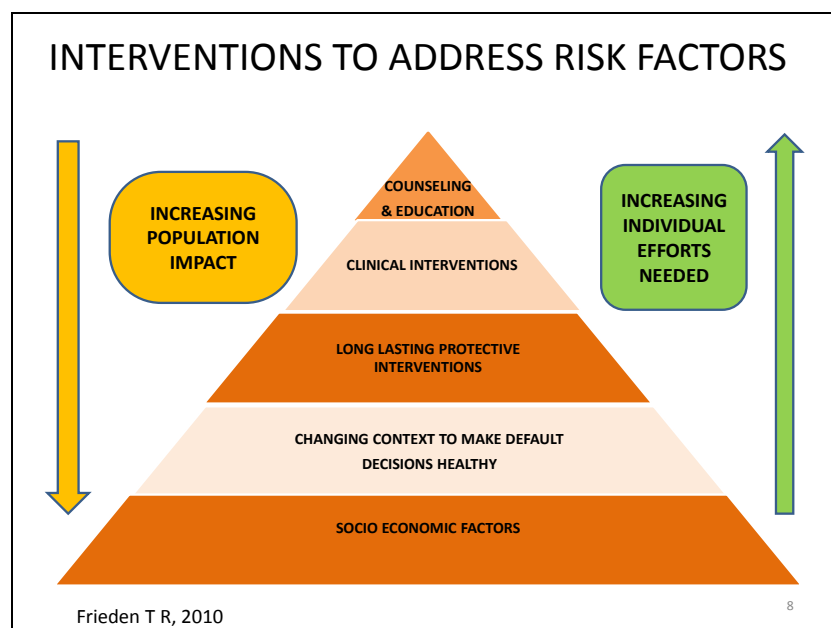 INTERVENTIONS TO ADDRESS RISK FACTORS
INCREASING
POPULATION
IMPACT
COUNSELING
& EDUCATION
CLINICAL INTERVENTIONS
LONG LASTING PROTECTIVE
INTERVENTIONS
CHANGING CONTEXT TO MAKE DEFAULT
DECISIONS HEALTHY
SOCIO ECONOMIC FACTORS
INCREASING
INDIVIDUAL
EFFORTS
NEEDED
Frieden T R, 2010
8